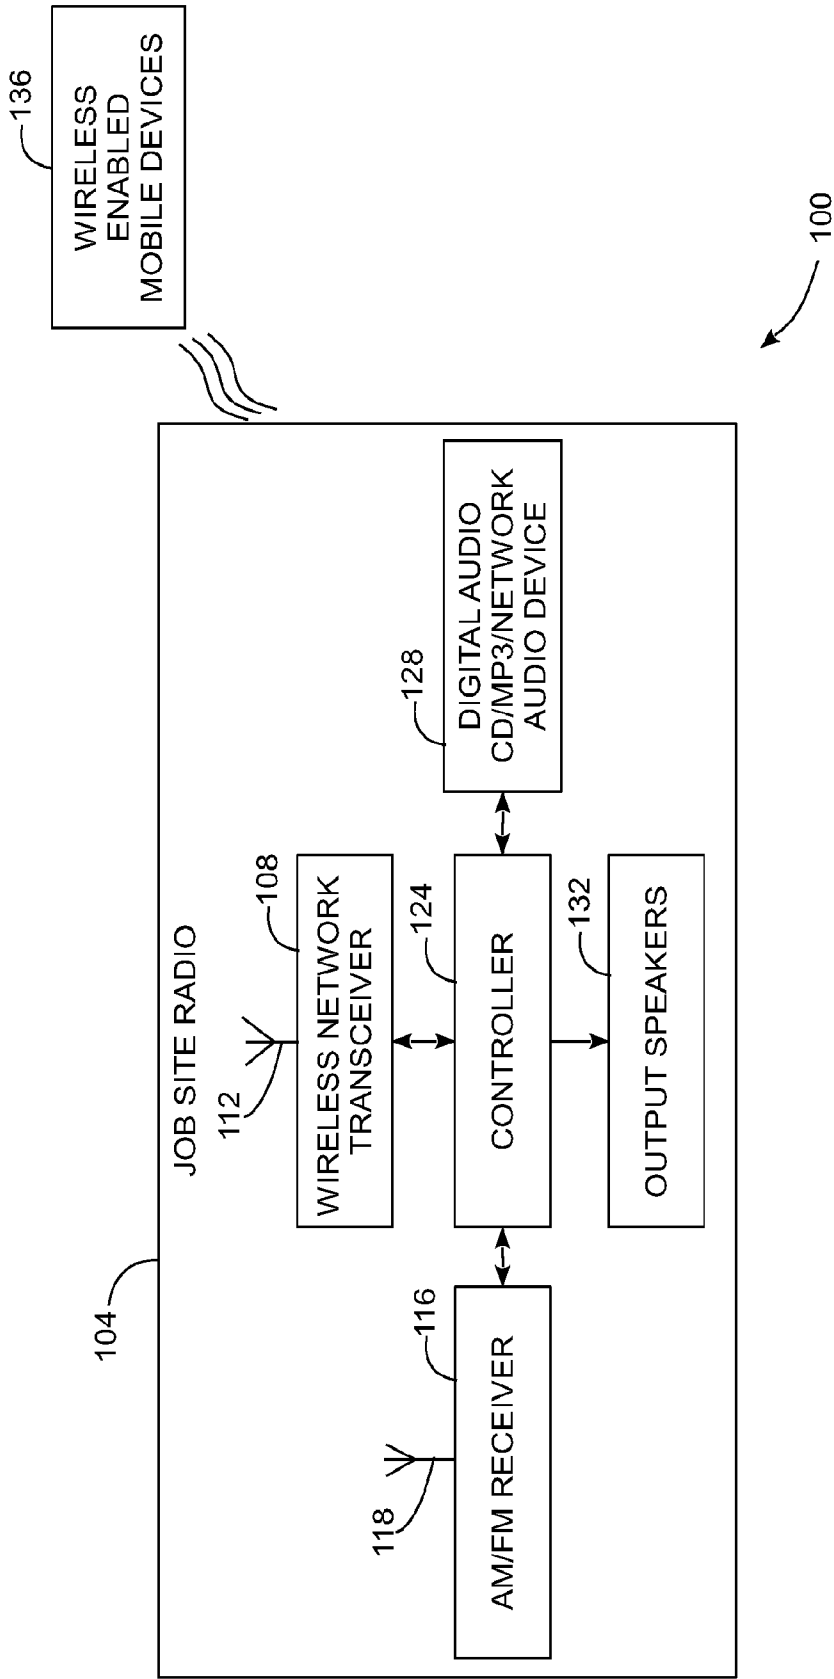 JOB SITE RADIO
104
112
108
WIRELESS NETWORK
TRANSCEIVER
118
116
AM/FM RECEIVER
124
CONTROLLER
128
DIGITAL AUDIO
CD/MP3/NETWORK
AUDIO DEVICE
132
OUTPUT SPEAKERS
136
WIRELESS
ENABLED
MOBILE DEVICES
100